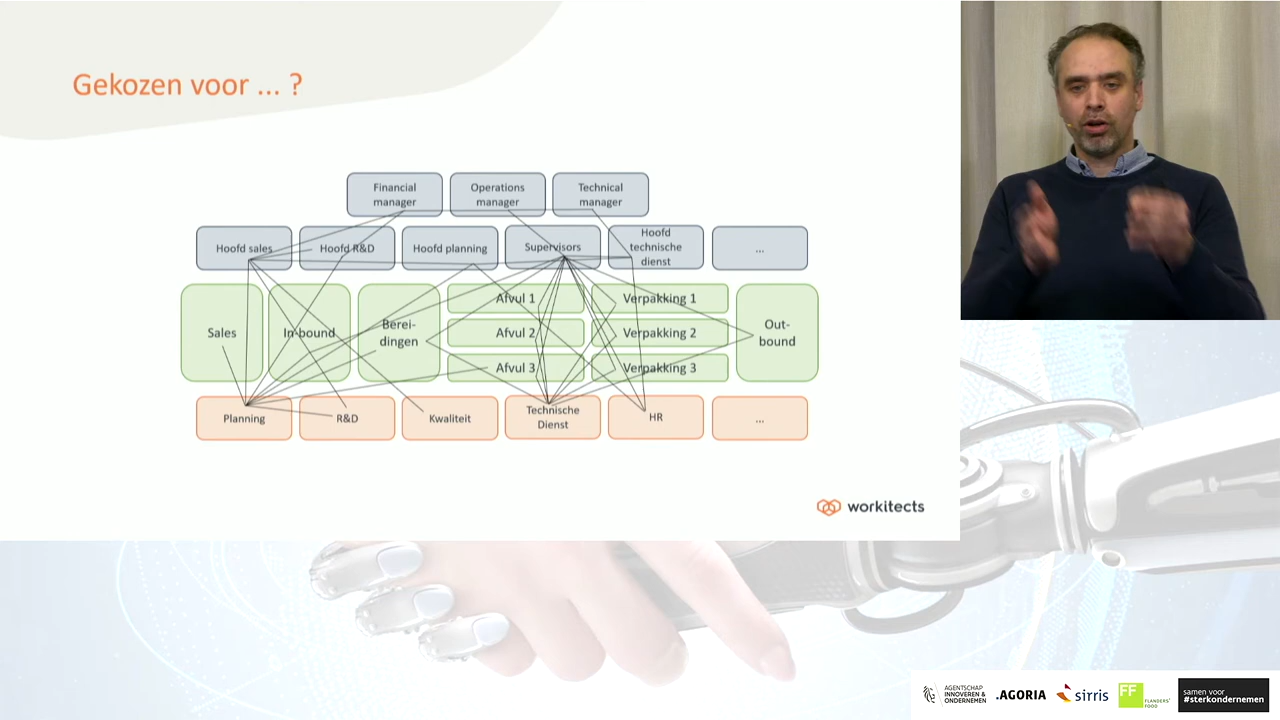 Gekozen voor ... ?
Financial
manager
Operations
manager
Technical
manager
Hoofd sales
Hoofd R&D
Hoofd planning
Supervisors
Hoofd
technische
dienst
...
Sales
In-bound
Berei-
dingen
Afvul 1
Afvul 2
Afvul 3
Verpakking 1
Verpakking 2
Verpakking 3
Out-
bound
Planning
R&D
Kwaliteit
Technische
Dienst
HR
...
workitects
AGENTSCHAP
INNOVEREN &
ONDERNEMEN
.AGORIA
sirris
FF
FLANDERS'
FOOD
samen voor
#sterkondernemen